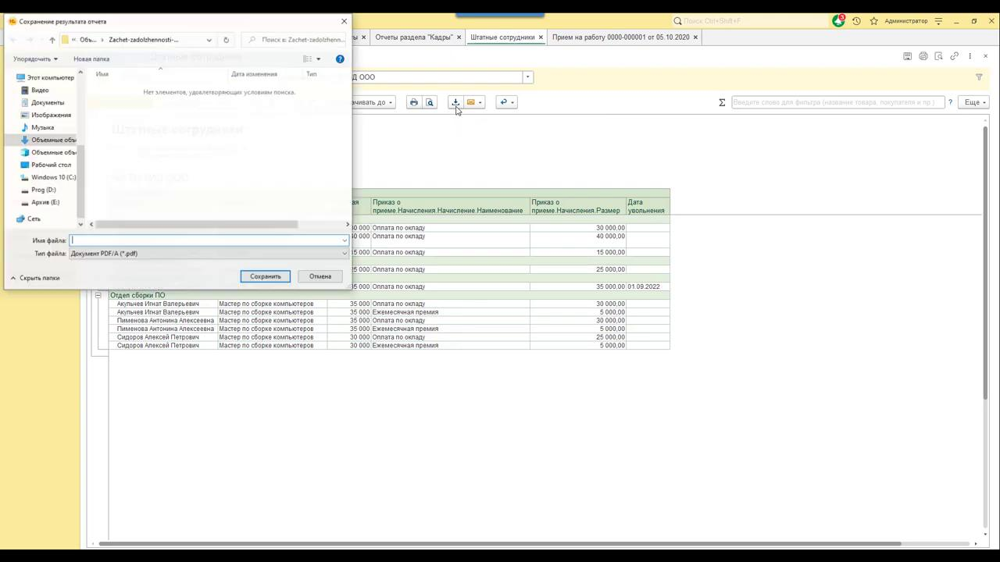 Сохранение результата отчета
Объ... Zachet-zadolzhennosti-...
Поиск в: Zachet-zadolzhenn...
Упорядочить Новая папка
Имя Дата изменения Тип
Нет элементов, удовлетворяющих условиям поиска.
Этот компьютер
Видео
Документы
Изображения
Музыка
Объемные объ
Объемные объ
Рабочий стол
Windows 10 (C:)
Prog (D:)
Архив (E:)
Сеть
Штатные сотрудники
Имя файла:
Тип файла: Документ PDF/A (*.pdf)
Скрыть папки Сохранить Отмена
Поиск Ctrl+Shift+F 3 Администратор
ты Отчеты раздела "Кадры" Штатные сотрудники Прием на работу 0000-000001 от 05.10.2020
Д ООО
ачивать до Σ Введите слово для фильтра (название товара, покупателя и пр.) ? Еще
ая Приказ о приеме.Начисления.Начисление.Наименование Приказ о приеме.Начисления.Размер Дата увольнения
30 000 Оплата по окладу 30 000,00
40 000 Оплата по окладу 40 000,00
15 000 Оплата по окладу 15 000,00
25 000 Оплата по окладу 25 000,00
35 000 Оплата по окладу 35 000,00 01.09.2022
Отдел сборки ПО
Акульчев Игнат Валерьевич Мастер по сборке компьютеров 35 000 Оплата по окладу 30 000,00
Акульчев Игнат Валерьевич Мастер по сборке компьютеров 35 000 Ежемесячная премия 5 000,00
Пименова Антонина Алексеевна Мастер по сборке компьютеров 35 000 Оплата по окладу 30 000,00
Пименова Антонина Алексеевна Мастер по сборке компьютеров 35 000 Ежемесячная премия 5 000,00
Сидоров Алексей Петрович Мастер по сборке компьютеров 30 000 Оплата по окладу 25 000,00
Сидоров Алексей Петрович Мастер по сборке компьютеров 30 000 Ежемесячная премия 5 000,00